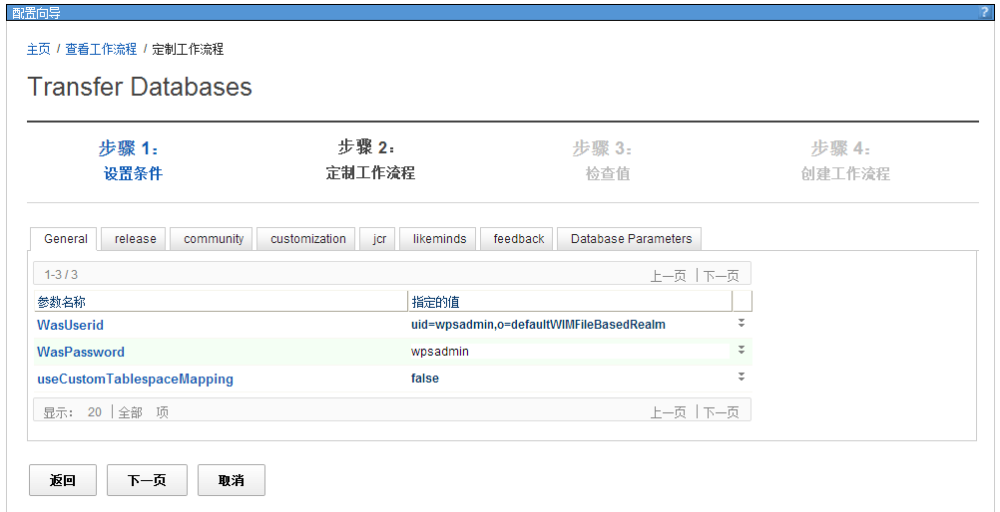 配置向导 ?
主页 / 查看工作流程 / 定制工作流程
Transfer Databases
步骤 1： 步骤 2： 步骤 3： 步骤 4：
设置条件 定制工作流程 检查值 创建工作流程
General release community customization jcr likeminds feedback Database Parameters
1-3 / 3 上一页 | 下一页
参数名称 指定的值
WasUserid uid=wpsadmin,o=defaultWIMFileBasedRealm
WasPassword wpsadmin
useCustomTablespaceMapping false
显示： 20 | 全部 项 上一页 | 下一页
返回 下一页 取消